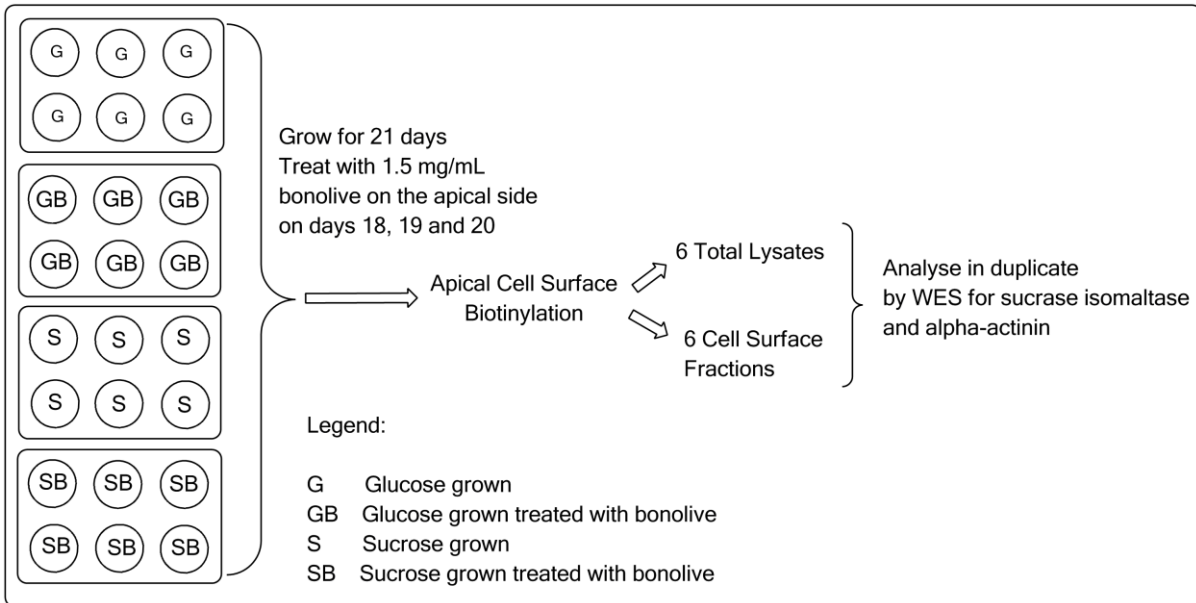 G G G
G G G
GB GB GB
GB GB GB
S S S
S S S
SB SB SB
SB SB SB
Grow for 21 days
Treat with 1.5 mg/mL
bonolive on the apical side
on days 18, 19 and 20
Apical Cell Surface
Biotinylation
6 Total Lysates
6 Cell Surface
Fractions
Analyse in duplicate
by WES for sucrase isomaltase
and alpha-actinin
Legend:
G Glucose grown
GB Glucose grown treated with bonolive
S Sucrose grown
SB Sucrose grown treated with bonolive